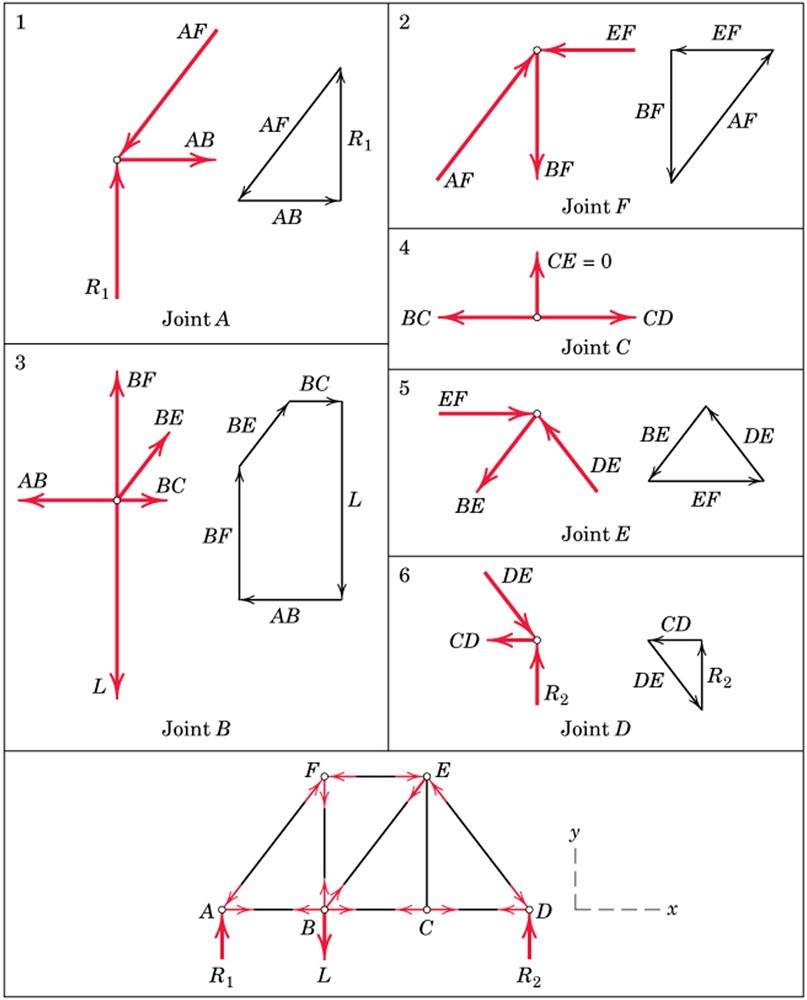 1
AF
AB
R1
Joint A
AF
R1
AB
2
EF
AF
BF
Joint F
EF
BF
AF
3
BF
BE
AB
BC
L
Joint B
BC
BE
BF
L
AB
4
CE = 0
BC
CD
Joint C
5
EF
BE
DE
Joint E
BE
DE
EF
6
DE
CD
R2
Joint D
CD
DE
R2
F
E
A
B
C
D
R1
L
R2
y
x